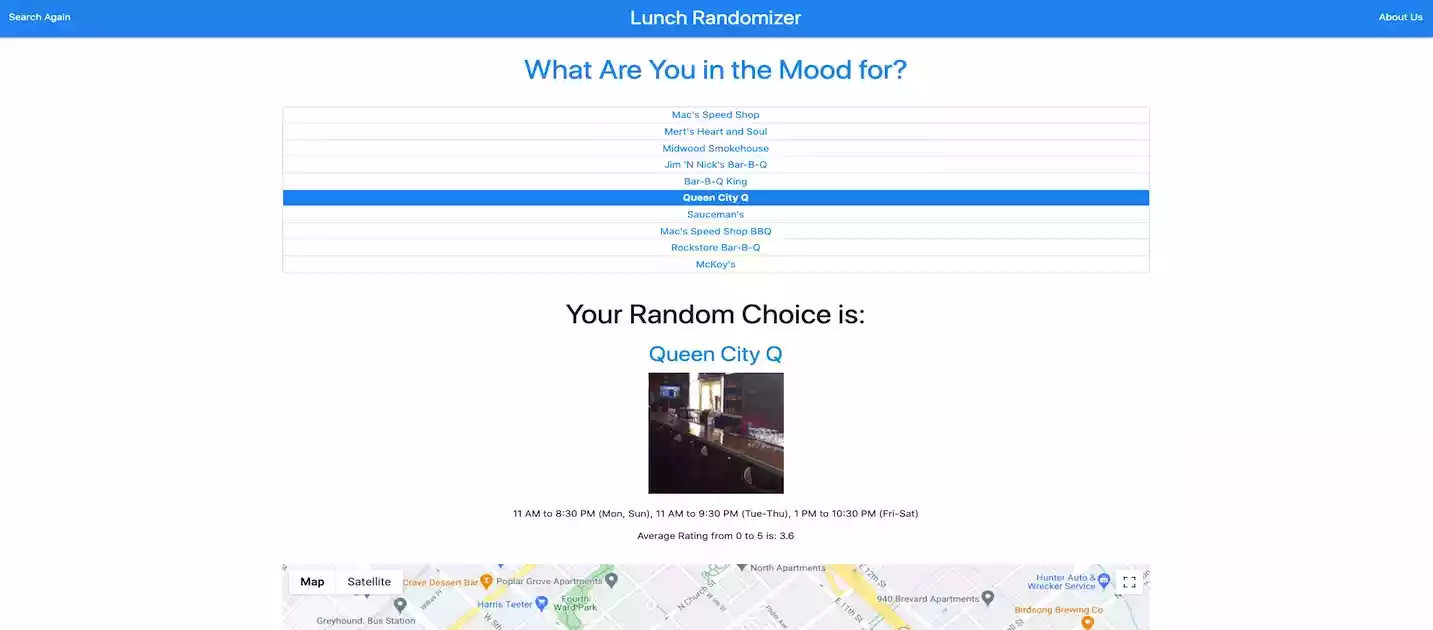 Search Again
Lunch Randomizer
About Us
What Are You in the Mood for?
Mac's Speed Shop
Mert's Heart and Soul
Midwood Smokehouse
Jim 'N Nick's Bar-B-Q
Bar-B-Q King
Queen City Q
Sauceman's
Mac's Speed Shop BBQ
Rockstore Bar-B-Q
McKoy's
Your Random Choice is:
Queen City Q
11 AM to 8:30 PM (Mon, Sun), 11 AM to 9:30 PM (Tue-Thu), 1 PM to 10:30 PM (Fri-Sat)
Average Rating from 0 to 5 is: 3.6
Map
Satellite
Crave Dessert Bar
Poplar Grove Apartments
North Apartments
E 12th St
Hunter Auto &
Wrecker Service
Harris Teeter
Fourth
Ward Park
N Church St
E 11th St
940 Brevard Apartments
Birdsong Brewing Co
Greyhound: Bus Station